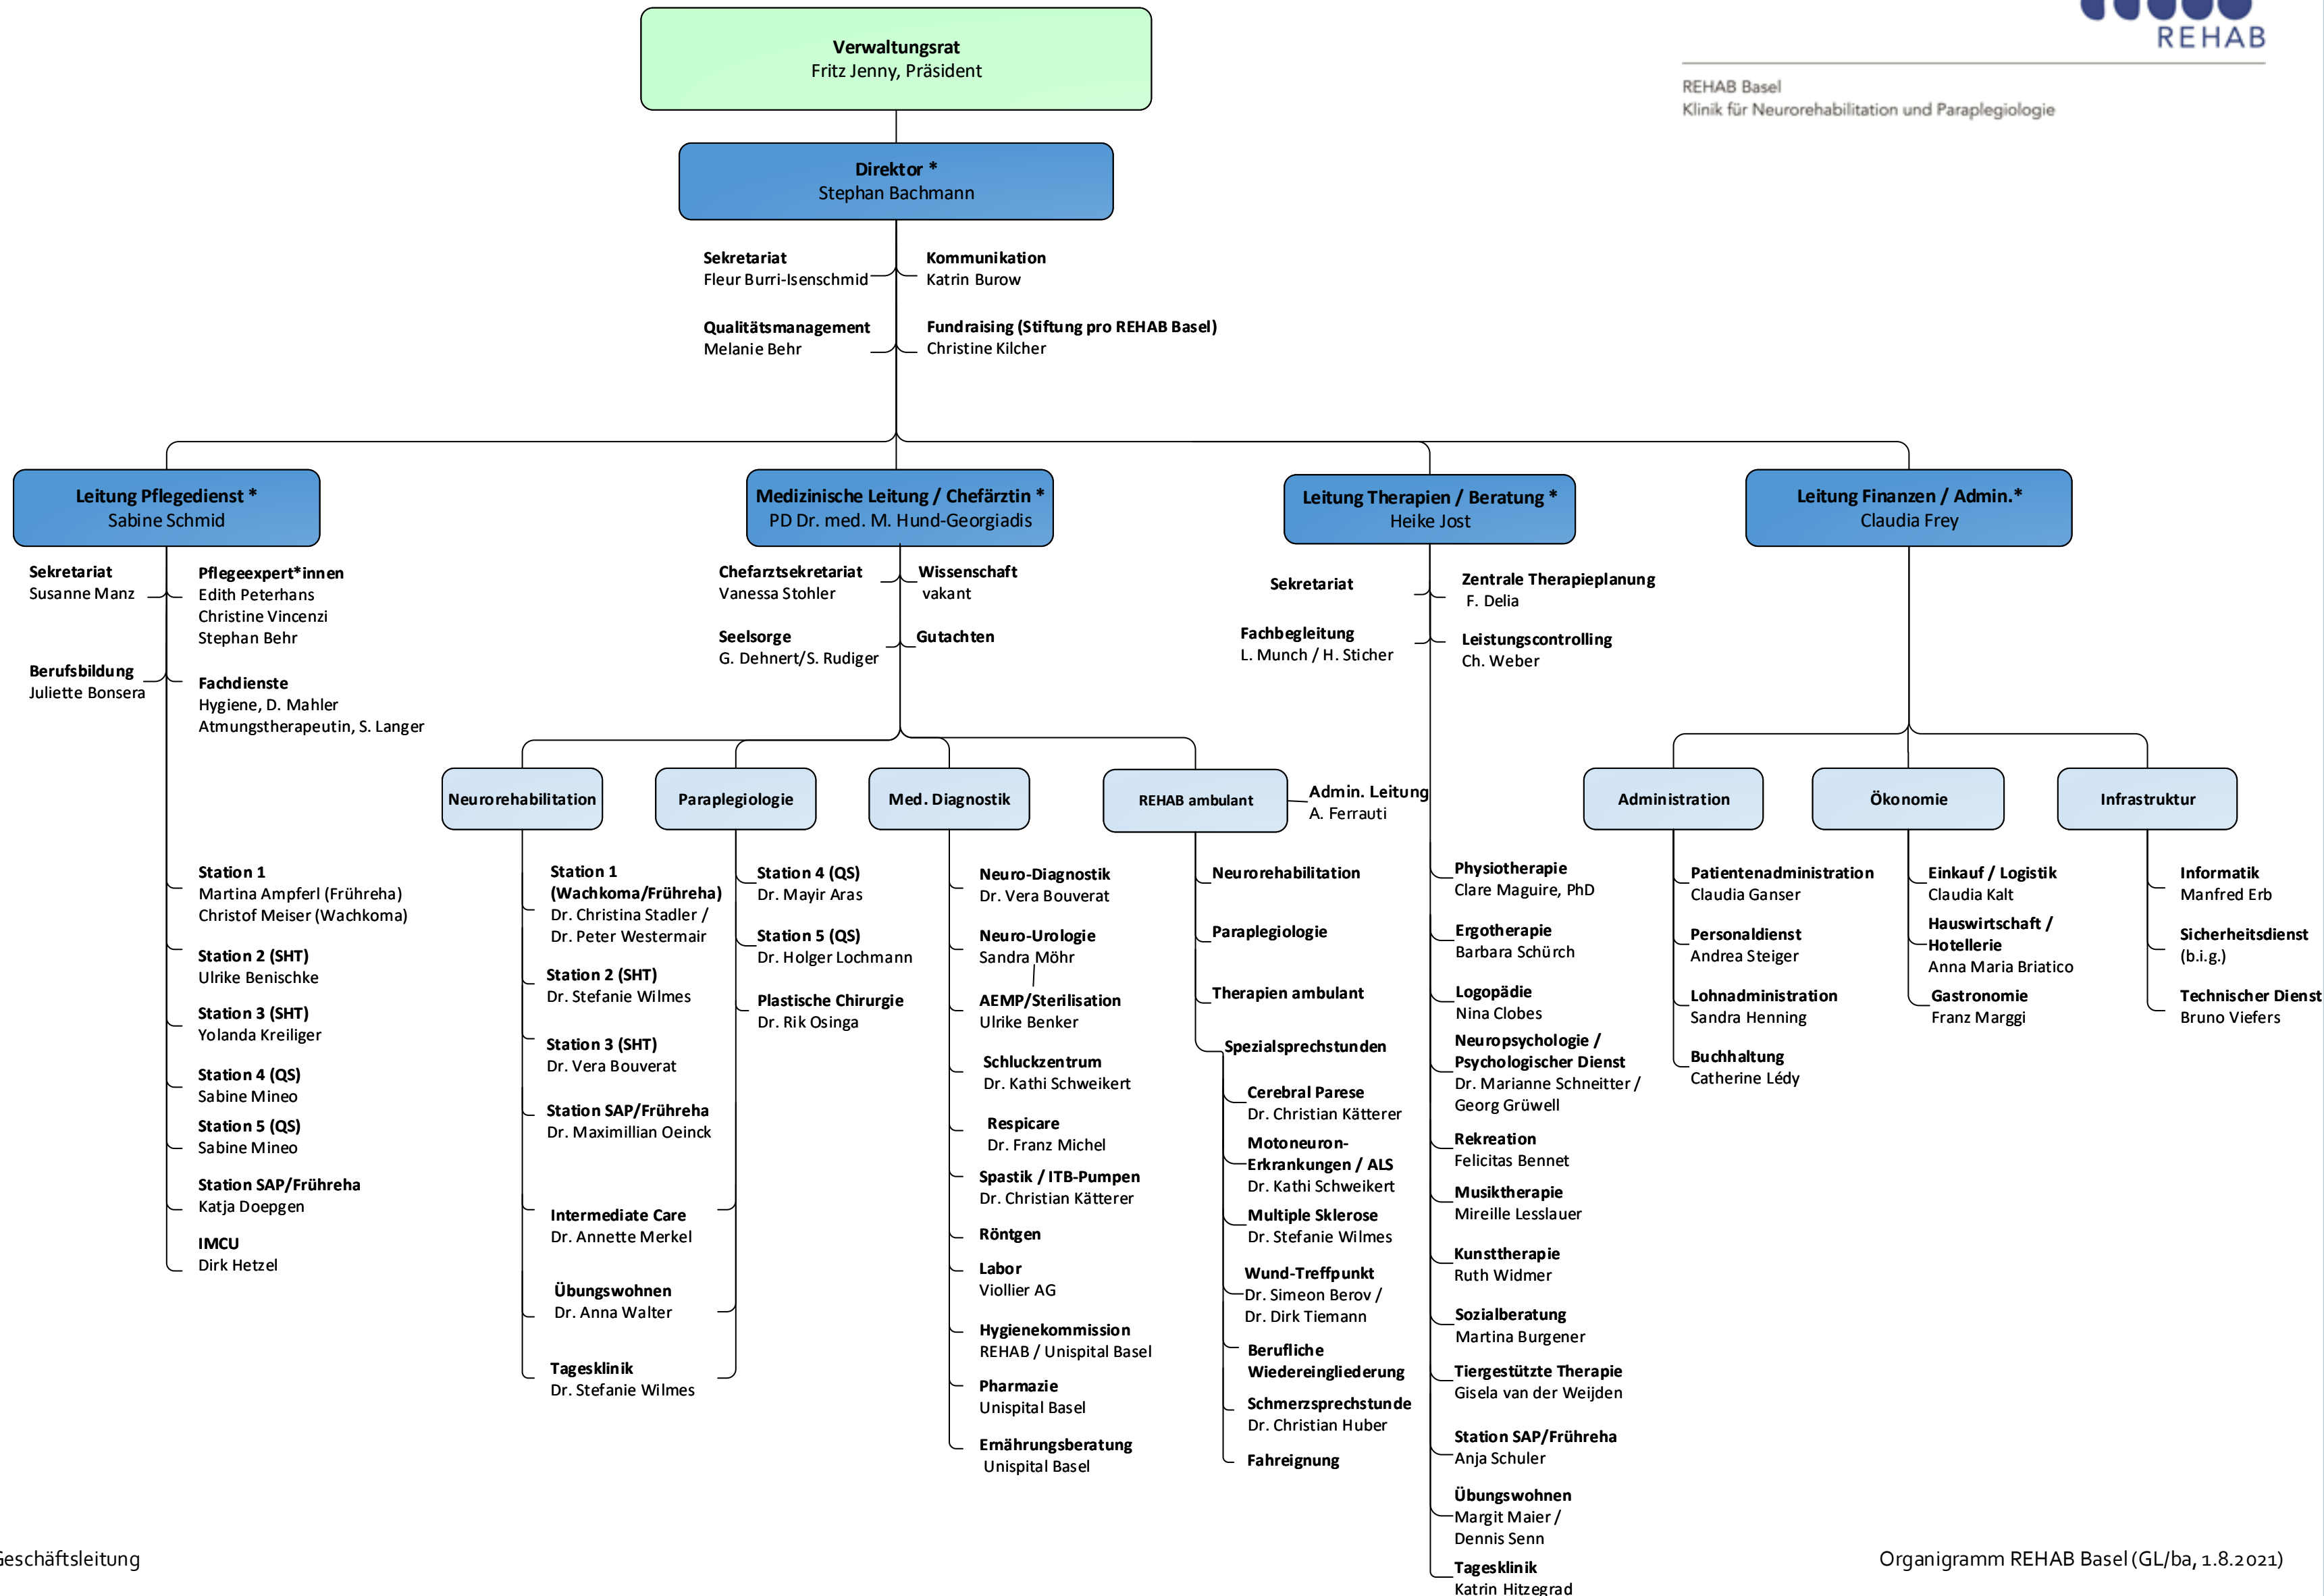 REHAB
REHAB Basel
Klinik für Neurorehabilitation und Paraplegiologie
Verwaltungsrat
Fritz Jenny, Präsident
Direktor *
Stephan Bachmann
Sekretariat
Fleur Burri-Isenschmid
Kommunikation
Katrin Burow
Qualitätsmanagement
Melanie Behr
Fundraising (Stiftung pro REHAB Basel)
Christine Kilcher
Leitung Pflegedienst *
Sabine Schmid
Sekretariat
Susanne Manz
Pflegeexpert*innen
Edith Peterhans
Christine Vincenzi
Stephan Behr
Berufsbildung
Juliette Bonsera
Fachdienste
Hygiene, D. Mahler
Atmungstherapeutin, S. Langer
Station 1
Martina Ampferl (Frühreha)
Christof Meiser (Wachkoma)
Station 2 (SHT)
Ulrike Benischke
Station 3 (SHT)
Yolanda Kreiliger
Station 4 (QS)
Sabine Mineo
Station 5 (QS)
Sabine Mineo
Station SAP/Frühreha
Katja Doepgen
IMCU
Dirk Hetzel
Medizinische Leitung / Chefärztin *
PD Dr. med. M. Hund-Georgiadis
Chefarztsekretariat
Vanessa Stohler
Wissenschaft
vakant
Seelsorge
G. Dehnert/S. Rudiger
Gutachten
Neurorehabilitation
Station 1
(Wachkoma/Frühreha)
Dr. Christina Stadler /
Dr. Peter Westermair
Station 2 (SHT)
Dr. Stefanie Wilmes
Station 3 (SHT)
Dr. Vera Bouverat
Station SAP/Frühreha
Dr. Maximillian Oeinck
Intermediate Care
Dr. Annette Merkel
Übungswohnen
Dr. Anna Walter
Tagesklinik
Dr. Stefanie Wilmes
Paraplegiologie
Station 4 (QS)
Dr. Mayir Aras
Station 5 (QS)
Dr. Holger Lochmann
Plastische Chirurgie
Dr. Rik Osinga
Med. Diagnostik
Neuro-Diagnostik
Dr. Vera Bouverat
Neuro-Urologie
Sandra Möhr
AEMP/Sterilisation
Ulrike Benker
Schluckzentrum
Dr. Kathi Schweikert
Respicare
Dr. Franz Michel
Spastik / ITB-Pumpen
Dr. Christian Kätterer
Röntgen
Labor
Viollier AG
Hygienekommission
REHAB / Unispital Basel
Pharmazie
Unispital Basel
Ernährungsberatung
Unispital Basel
REHAB ambulant
Admin. Leitung
A. Ferrauti
Neurorehabilitation
Paraplegiologie
Therapien ambulant
Spezialsprechstunden
Cerebral Parese
Dr. Christian Kätterer
Motoneuron-
Erkrankungen / ALS
Dr. Kathi Schweikert
Multiple Sklerose
Dr. Stefanie Wilmes
Wund-Treffpunkt
Dr. Simeon Berov /
Dr. Dirk Tiemann
Berufliche
Wiedereingliederung
Schmerzsprechstunde
Dr. Christian Huber
Fahreignung
Leitung Therapien / Beratung *
Heike Jost
Sekretariat
Zentrale Therapieplanung
F. Delia
Fachbegleitung
L. Munch / H. Sticher
Leistungscontrolling
Ch. Weber
Physiotherapie
Clare Maguire, PhD
Ergotherapie
Barbara Schürch
Logopädie
Nina Clobes
Neuropsychologie /
Psychologischer Dienst
Dr. Marianne Schneitter /
Georg Grüwell
Rekreation
Felicitas Bennet
Musiktherapie
Mireille Lesslauer
Kunsttherapie
Ruth Widmer
Sozialberatung
Martina Burgener
Tiergestützte Therapie
Gisela van der Weijden
Station SAP/Frühreha
Anja Schuler
Übungswohnen
Margit Maier /
Dennis Senn
Tagesklinik
Katrin Hitzegrad
Leitung Finanzen / Admin.*
Claudia Frey
Administration
Patientenadministration
Claudia Ganser
Personaldienst
Andrea Steiger
Lohnadministration
Sandra Henning
Buchhaltung
Catherine Lédy
Ökonomie
Einkauf / Logistik
Claudia Kalt
Hauswirtschaft /
Hotellerie
Anna Maria Briatico
Gastronomie
Franz Marggi
Infrastruktur
Informatik
Manfred Erb
Sicherheitsdienst
(b.i.g.)
Technischer Dienst
Bruno Viefers
Geschäftsleitung
Organigramm REHAB Basel (GL/ba, 1.8.2021)